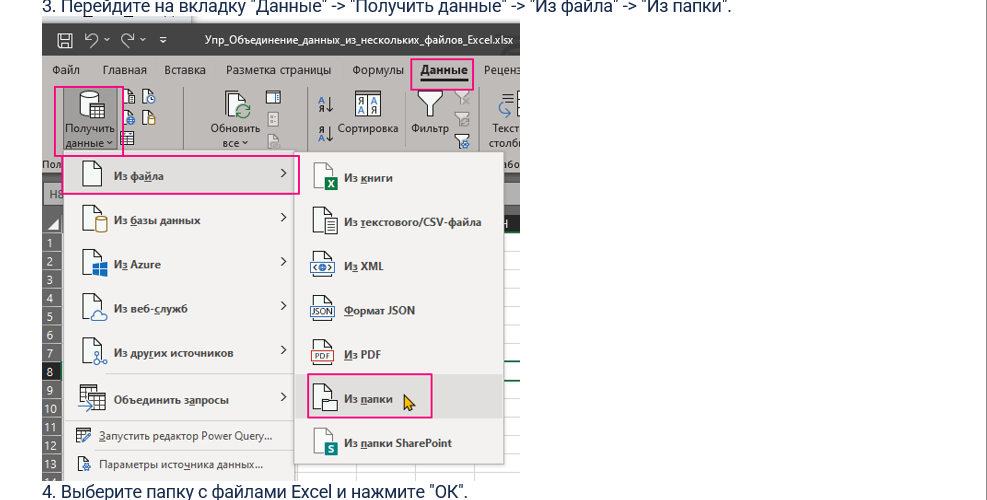 3. Перейдите на вкладку "Данные" -> "Получить данные" -> "Из файла" -> "Из папки".
Упр_Объединение_данных_из_нескольких_файлов_Excel.xlsx
Файл Главная Вставка Разметка страницы Формулы Данные Реценз
Получить
данные
Обновить
все
Сортировка
Фильтр
Текст
столб
H8
H
Из файла
Из базы данных
Из Azure
Из веб-служб
Из других источников
Объединить запросы
Запустить редактор Power Query...
Параметры источника данных...
Из книги
Из текстового/CSV-файла
Из XML
JSON
Формат JSON
PDF
Из PDF
Из папки
Из папки SharePoint
1
2
3
4
5
6
7
8
9
10
11
12
13
4. Выберите папку с файлами Excel и нажмите "ОК".